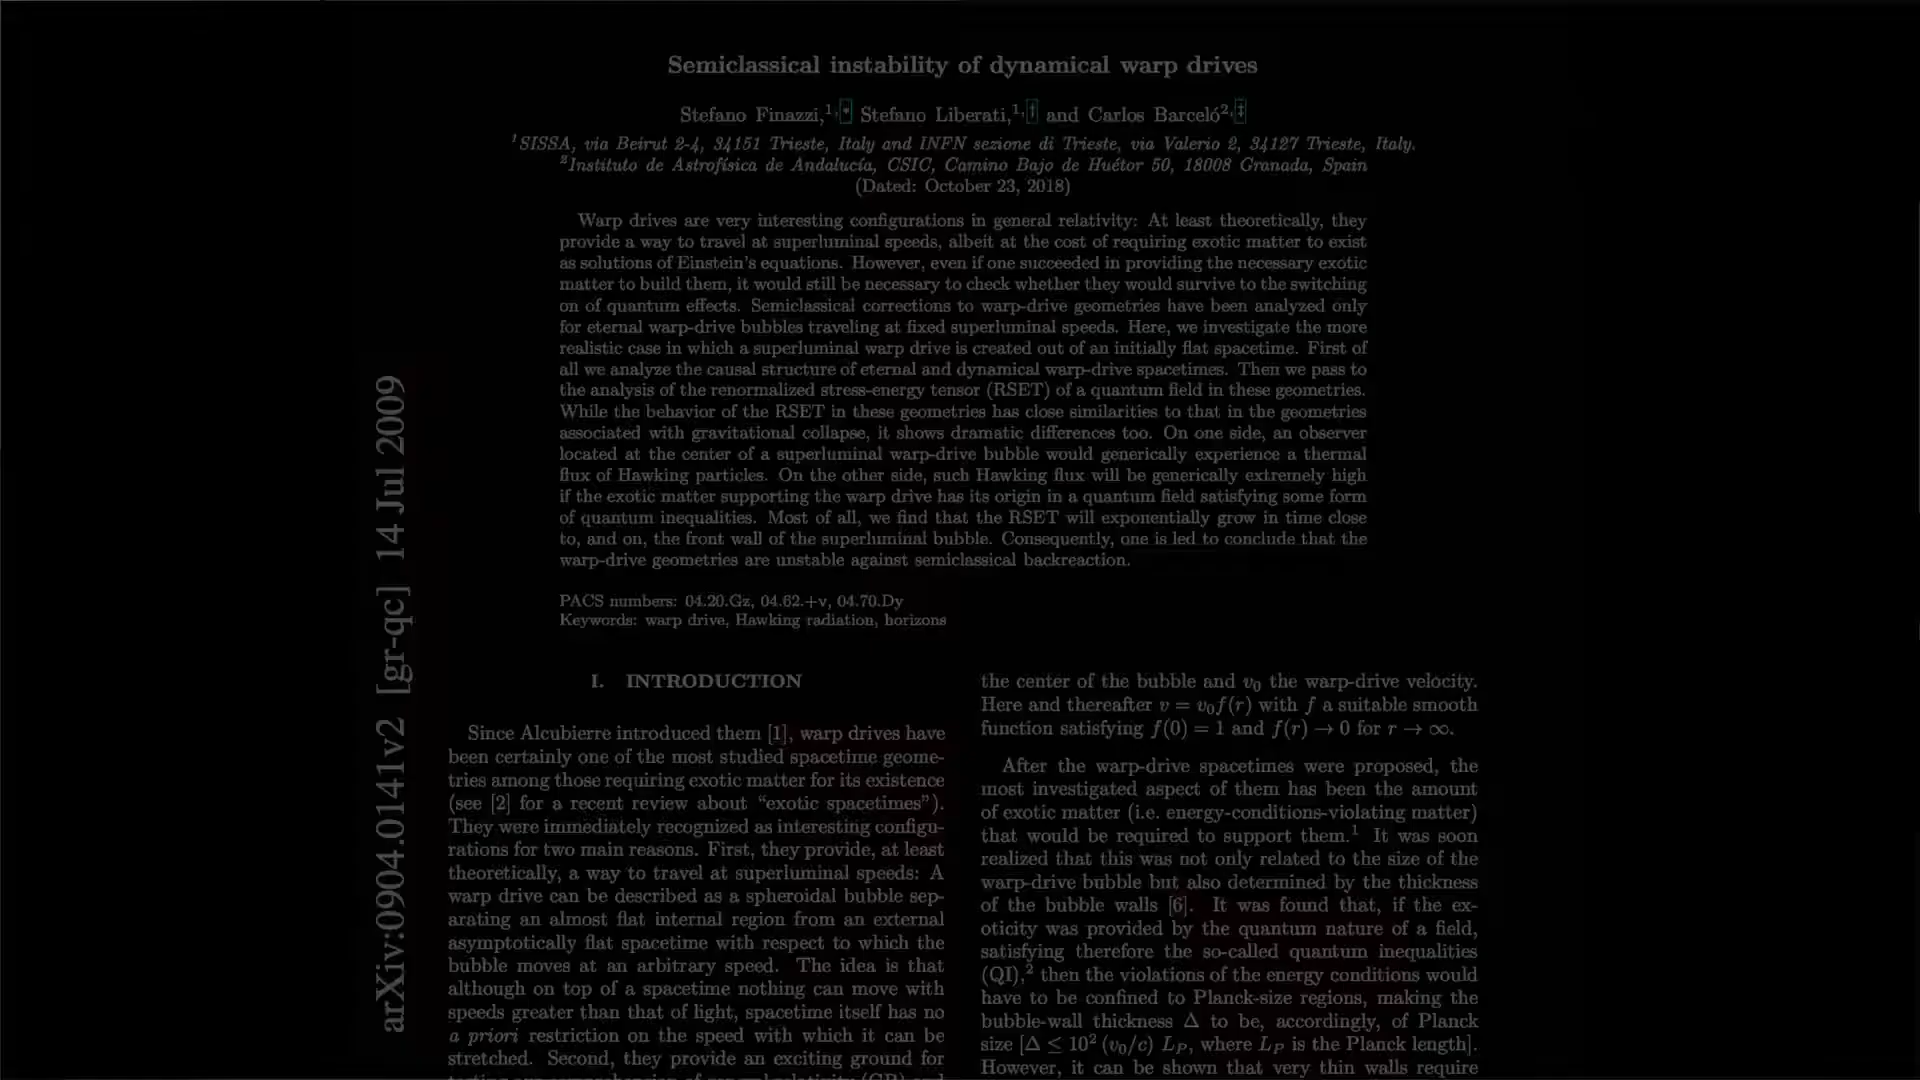 Semiclassical instability of dynamical warp drives
Stefano Finazzi,1,* Stefano Liberati,1,† and Carlos Barceló2,‡
1SISSA, via Beirut 2-4, 34151 Trieste, Italy and INFN sezione di Trieste, via Valerio 2, 34127 Trieste, Italy.
2Instituto de Astrofísica de Andalucía, CSIC, Camino Bajo de Huétor 50, 18008 Granada, Spain
(Dated: October 23, 2018)
Warp drives are very interesting configurations in general relativity: At least theoretically, they
provide a way to travel at superluminal speeds, albeit at the cost of requiring exotic matter to exist
as solutions of Einstein's equations. However, even if one succeeded in providing the necessary exotic
matter to build them, it would still be necessary to check whether they would survive to the switching
on of quantum effects. Semiclassical corrections to warp-drive geometries have been analyzed only
for eternal warp-drive bubbles traveling at fixed superluminal speeds. Here, we investigate the more
realistic case in which a superluminal warp drive is created out of an initially flat spacetime. First of
all we analyze the causal structure of eternal and dynamical warp-drive spacetimes. Then we pass to
the analysis of the renormalized stress-energy tensor (RSET) of a quantum field in these geometries.
While the behavior of the RSET in these geometries has close similarities to that in the geometries
associated with gravitational collapse, it shows dramatic differences too. On one side, an observer
located at the center of a superluminal warp-drive bubble would generically experience a thermal
flux of Hawking particles. On the other side, such Hawking flux will be generically extremely high
if the exotic matter supporting the warp drive has its origin in a quantum field satisfying some form
of quantum inequalities. Most of all, we find that the RSET will exponentially grow in time close
to, and on, the front wall of the superluminal bubble. Consequently, one is led to conclude that the
warp-drive geometries are unstable against semiclassical backreaction.
PACS numbers: 04.20.Gz, 04.62.+v, 04.70.Dy
Keywords: warp drive, Hawking radiation, horizons
arXiv:0904.0141v2 [gr-qc] 14 Jul 2009
I. INTRODUCTION
Since Alcubierre introduced them [1], warp drives have
been certainly one of the most studied spacetime geome-
tries among those requiring exotic matter for its existence
(see [2] for a recent review about “exotic spacetimes”).
They were immediately recognized as interesting configu-
rations for two main reasons. First, they provide, at least
theoretically, a way to travel at superluminal speeds: A
warp drive can be described as a spheroidal bubble sep-
arating an almost flat internal region from an external
asymptotically flat spacetime with respect to which the
bubble moves at an arbitrary speed. The idea is that
although on top of a spacetime nothing can move with
speeds greater than that of light, spacetime itself has no
a priori restriction on the speed with which it can be
stretched. Second, they provide an exciting ground for
the center of the bubble and v0 the warp-drive velocity.
Here and thereafter v = v0f(r) with f a suitable smooth
function satisfying f(0) = 1 and f(r) → 0 for r → ∞.
After the warp-drive spacetimes were proposed, the
most investigated aspect of them has been the amount
of exotic matter (i.e. energy-conditions-violating matter)
that would be required to support them.1 It was soon
realized that this was not only related to the size of the
warp-drive bubble but also determined by the thickness
of the bubble walls [6]. It was found that, if the ex-
oticity was provided by the quantum nature of a field,
satisfying therefore the so-called quantum inequalities
(QI),2 then the violations of the energy conditions would
have to be confined to Planck-size regions, making the
bubble-wall thickness Δ to be, accordingly, of Planck
size [Δ ≤ 10² (v0/c) LP, where LP is the Planck length].
However, it can be shown that very thin walls require